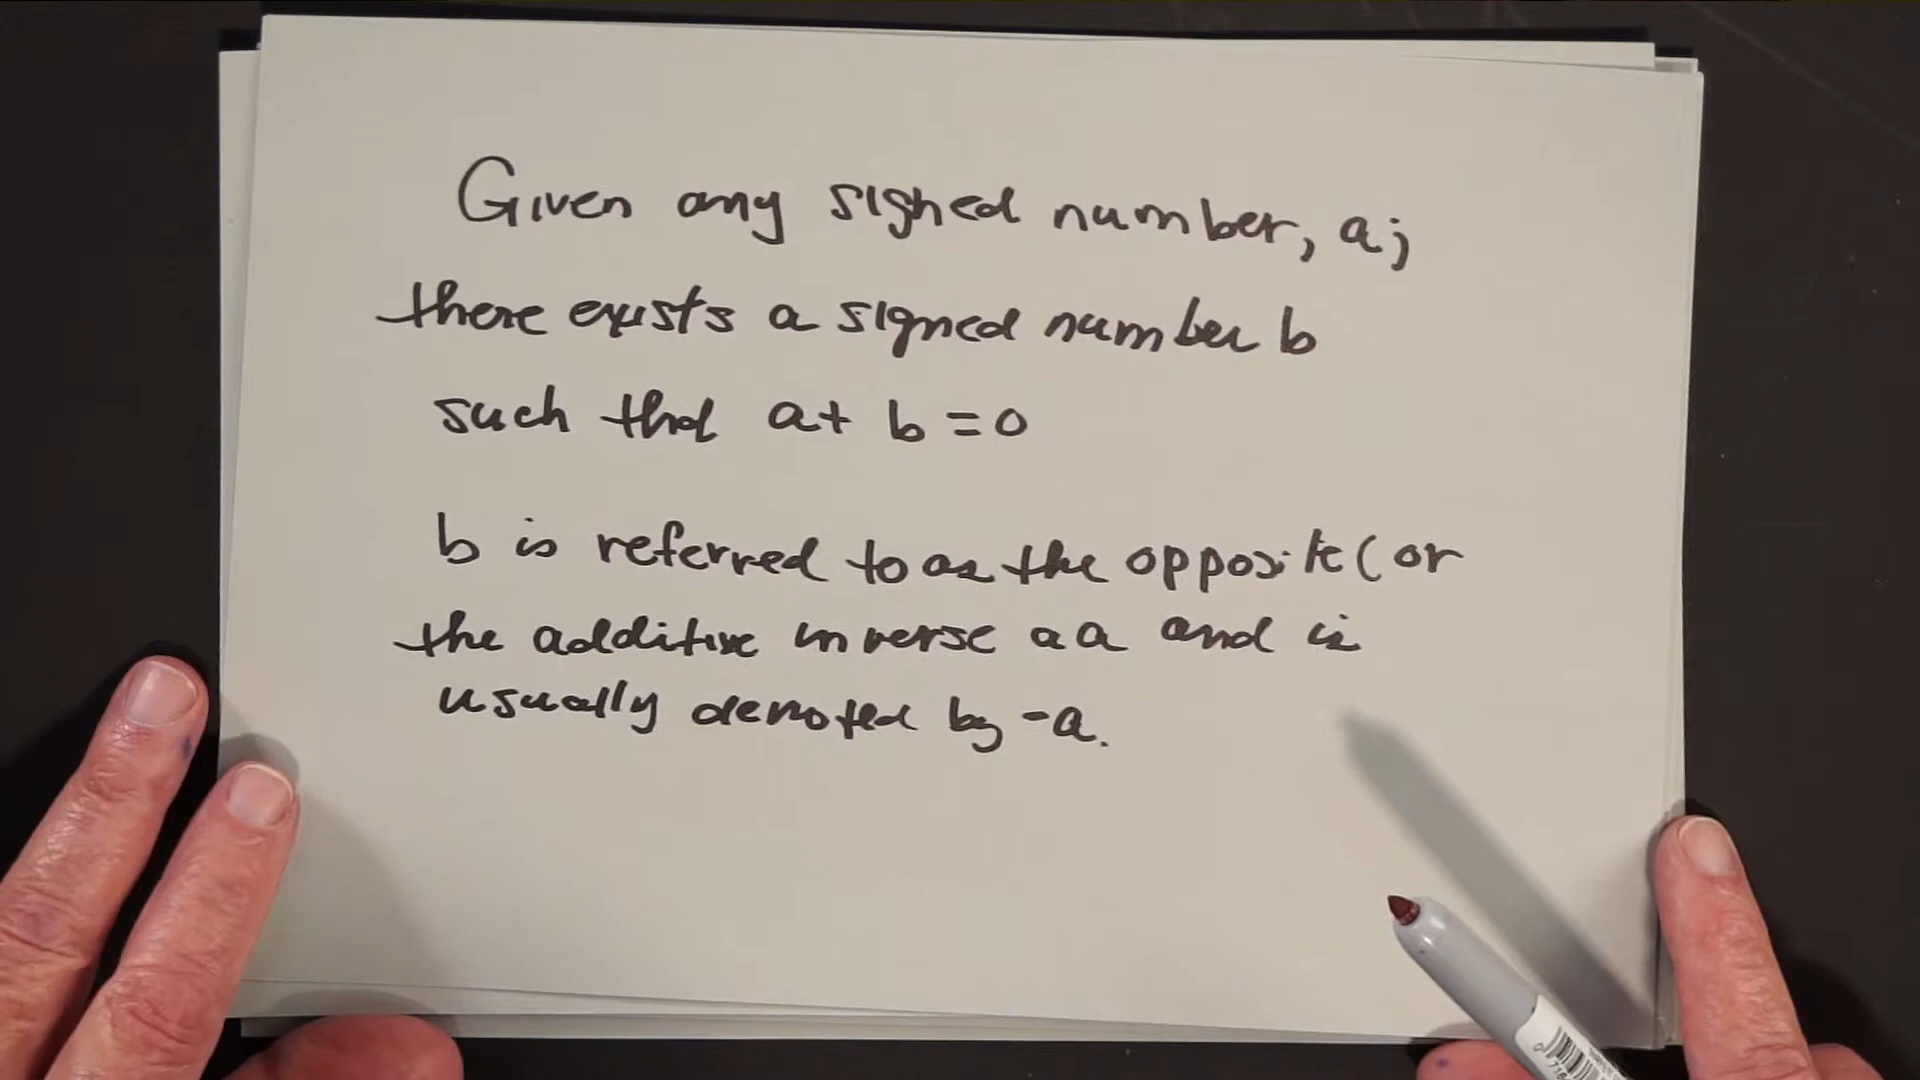 Given any signed number, a;
there exists a signed number b
such that a + b = 0
b is referred to as the opposite (or
the additive inverse a a and is
usually denoted by -a.